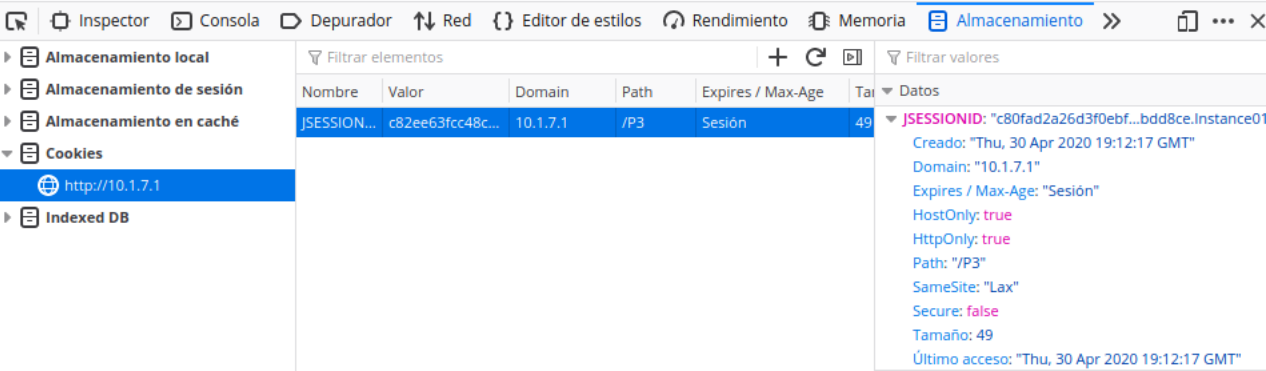 Inspector Consola Depurador Red Editor de estilos Rendimiento Memoria Almacenamiento
Almacenamiento local
Almacenamiento de sesión
Almacenamiento en caché
Cookies
http://10.1.7.1
Indexed DB
Filtrar elementos
Nombre Valor Domain Path Expires / Max-Age Tar
JSESSION... c82ee63fcc48c... 10.1.7.1 /P3 Sesión 49
Filtrar valores
Datos
JSESSIONID: "c80fad2a26d3f0ebf...bdd8ce.Instance01
Creado: "Thu, 30 Apr 2020 19:12:17 GMT"
Domain: "10.1.7.1"
Expires / Max-Age: "Sesión"
HostOnly: true
HttpOnly: true
Path: "/P3"
SameSite: "Lax"
Secure: false
Tamaño: 49
Último acceso: "Thu, 30 Apr 2020 19:12:17 GMT"